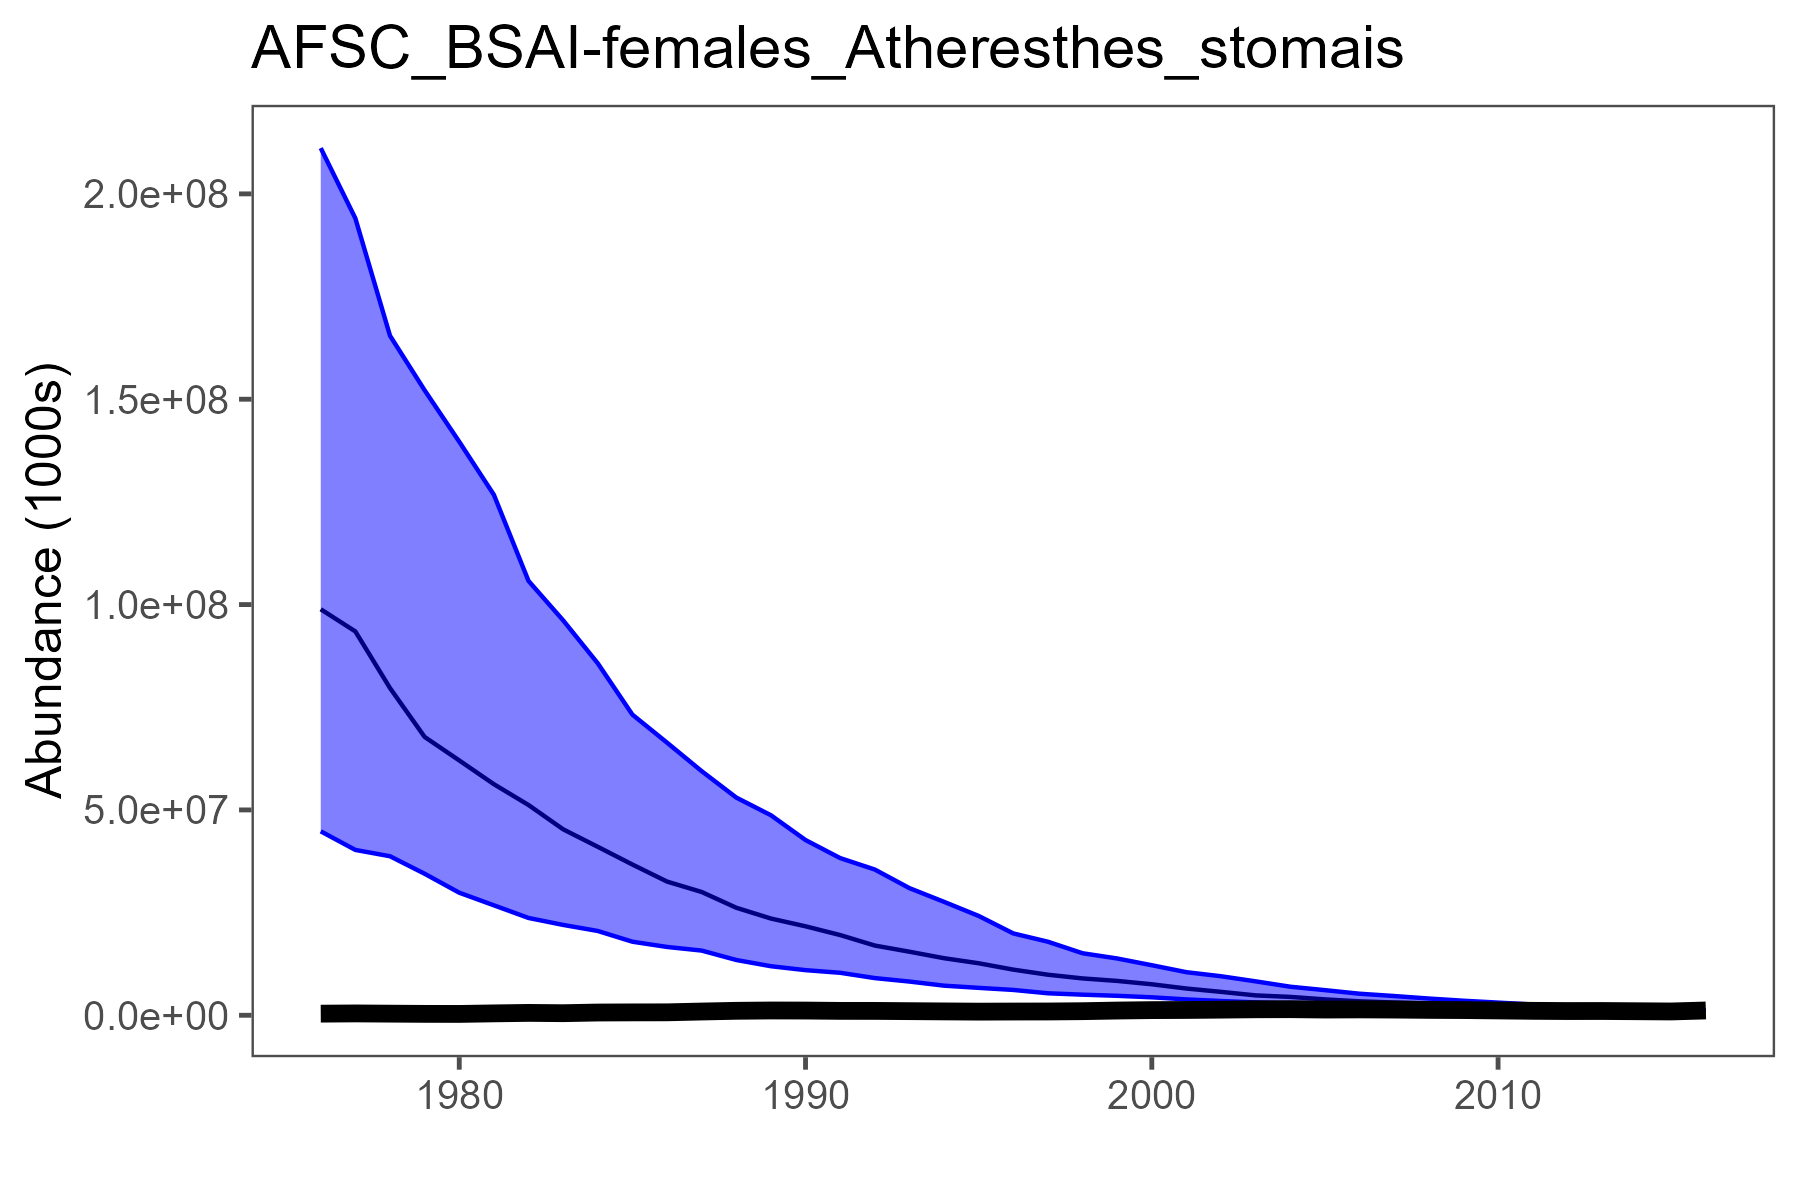 AFSC_BSAI-females_Atheresthes_stomais
Abundance (1000s)
2.0e+08
1.5e+08
1.0e+08
5.0e+07
0.0e+00
1980
1990
2000
2010